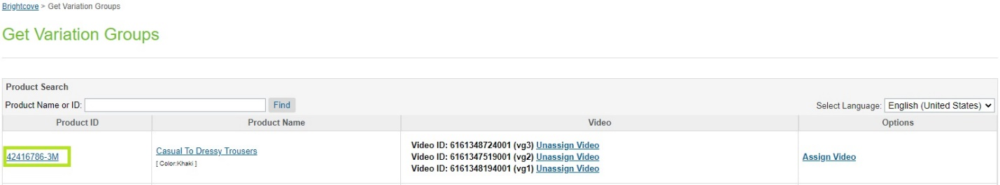 Brightcove > Get Variation Groups
Get Variation Groups
Product Search
Product Name or ID: Find Select Language: English (United States)
Product ID Product Name Video Options
42416786-3M
Casual To Dressy Trousers
[ Color:Khaki ]
Video ID: 6161348724001 (vg3) Unassign Video
Video ID: 6161347519001 (vg2) Unassign Video
Video ID: 6161348194001 (vg1) Unassign Video
Assign Video